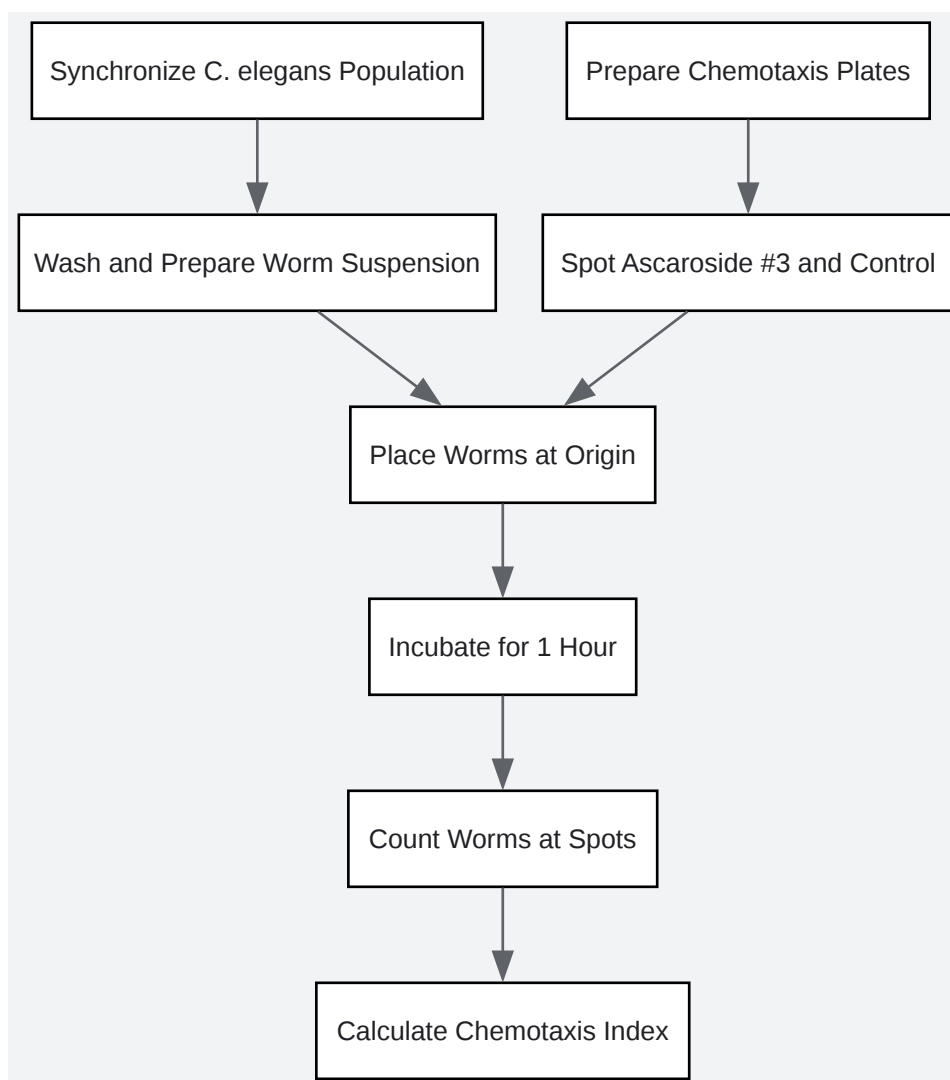 Synchronize C. elegans Population
Prepare Chemotaxis Plates
Wash and Prepare Worm Suspension
Spot Ascaroside #3 and Control
Place Worms at Origin
Incubate for 1 Hour
Count Worms at Spots
Calculate Chemotaxis Index